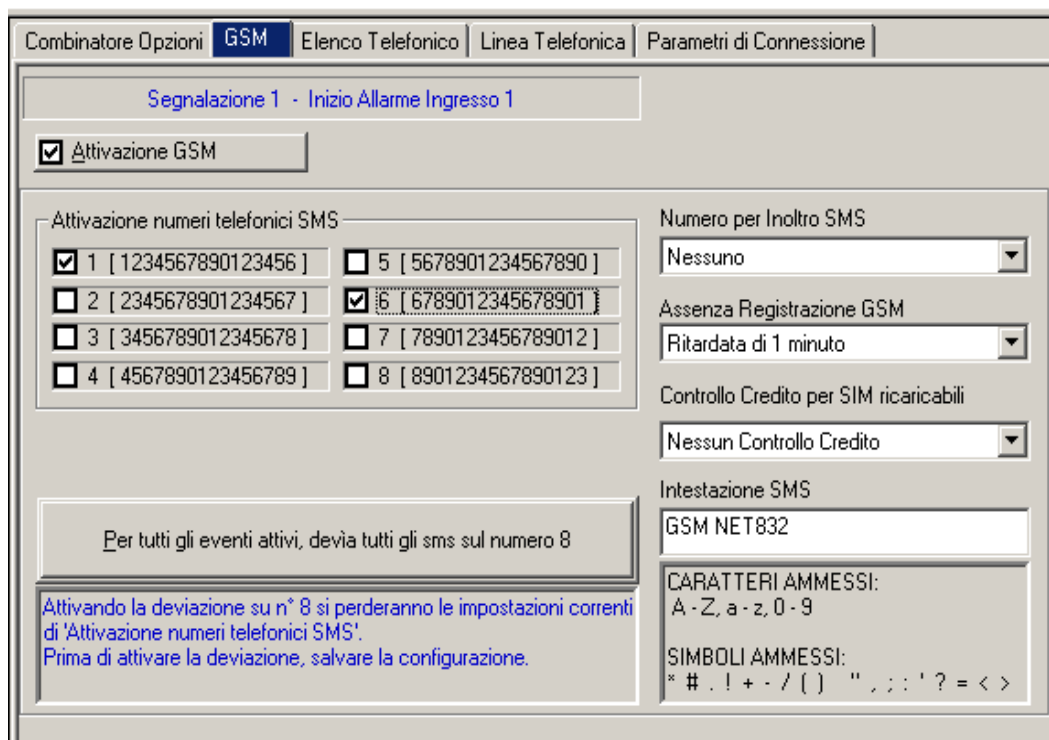 Combinatore Opzioni GSM Elenco Telefonico Linea Telefonica Parametri di Connessione
Segnalazione 1 - Inizio Allarme Ingresso 1
Attivazione GSM
Attivazione numeri telefonici SMS
1 [ 1234567890123456 ]
2 [ 2345678901234567 ]
3 [ 3456789012345678 ]
4 [ 4567890123456789 ]
5 [ 5678901234567890 ]
6 [ 6789012345678901 ]
7 [ 7890123456789012 ]
8 [ 8901234567890123 ]
Per tutti gli eventi attivi, devìa tutti gli sms sul numero 8
Attivando la deviazione su n° 8 si perderanno le impostazioni correnti
di 'Attivazione numeri telefonici SMS'.
Prima di attivare la deviazione, salvare la configurazione.
Numero per Inoltro SMS
Nessuno
Assenza Registrazione GSM
Ritardata di 1 minuto
Controllo Credito per SIM ricaricabili
Nessun Controllo Credito
Intestazione SMS
GSM NET832
CARATTERI AMMESSI:
A - Z, a - z, 0 - 9
SIMBOLI AMMESSI:
* # . ! + - / ( ) " , ; : ' ? = < >